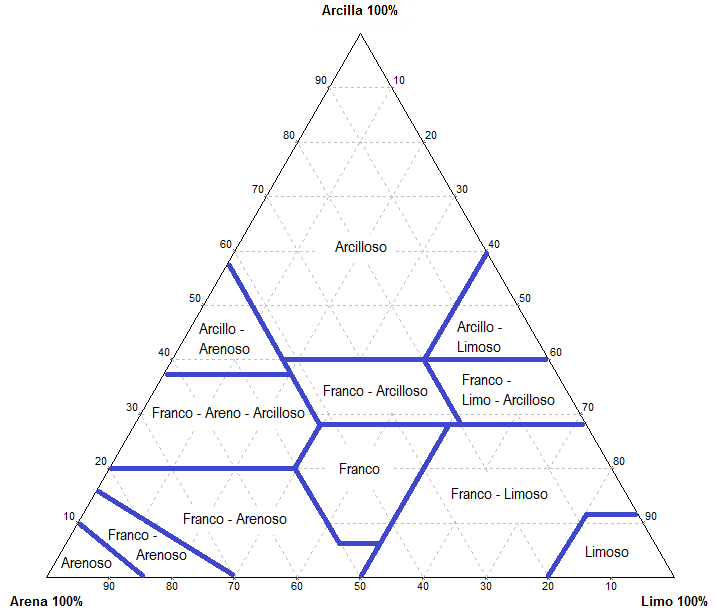 Arcilla 100%
90 10
80 20
70 30
60 Arcilloso 40
50 50
Arcillo - Arcillo -
Arenoso Limoso
40 60
Franco - Arcilloso Franco -
Limo - Arcilloso
30 Franco - Areno - Arcilloso 70
20 Franco 80
Franco - Limoso
10 Franco - Arenoso 90
Franco -
Arenoso Limoso
Arenoso
90 80 70 60 50 40 30 20 10
Arena 100% Limo 100%